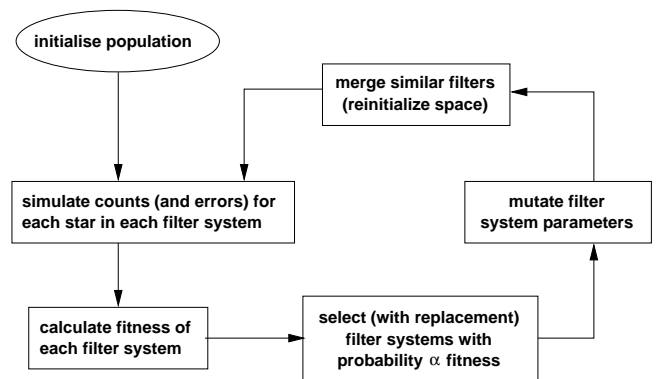 initialise population
merge similar filters
(reinitialize space)
simulate counts (and errors) for
each star in each filter system
mutate filter
system parameters
calculate fitness of
each filter system
select (with replacement)
filter systems with
probability α fitness